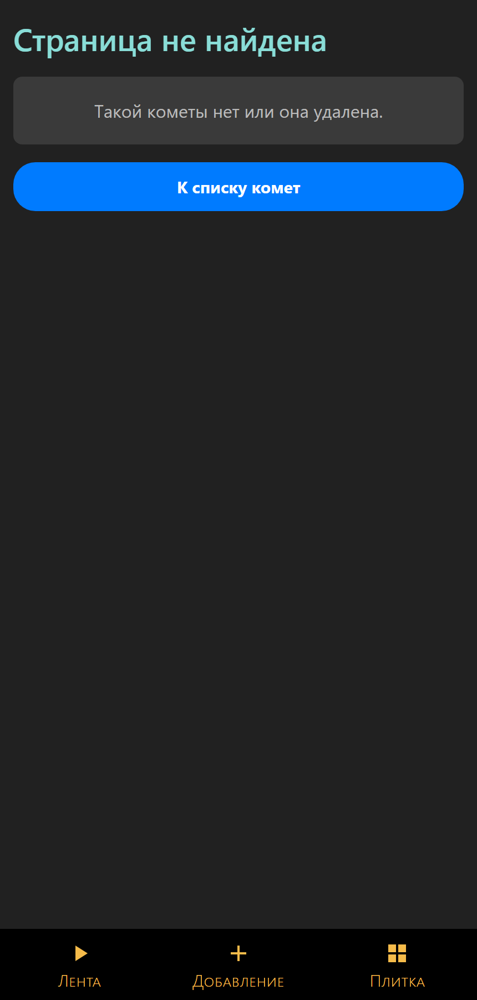 Страница не найдена
Такой кометы нет или она удалена.
К списку комет
Лента
Добавление
Плитка